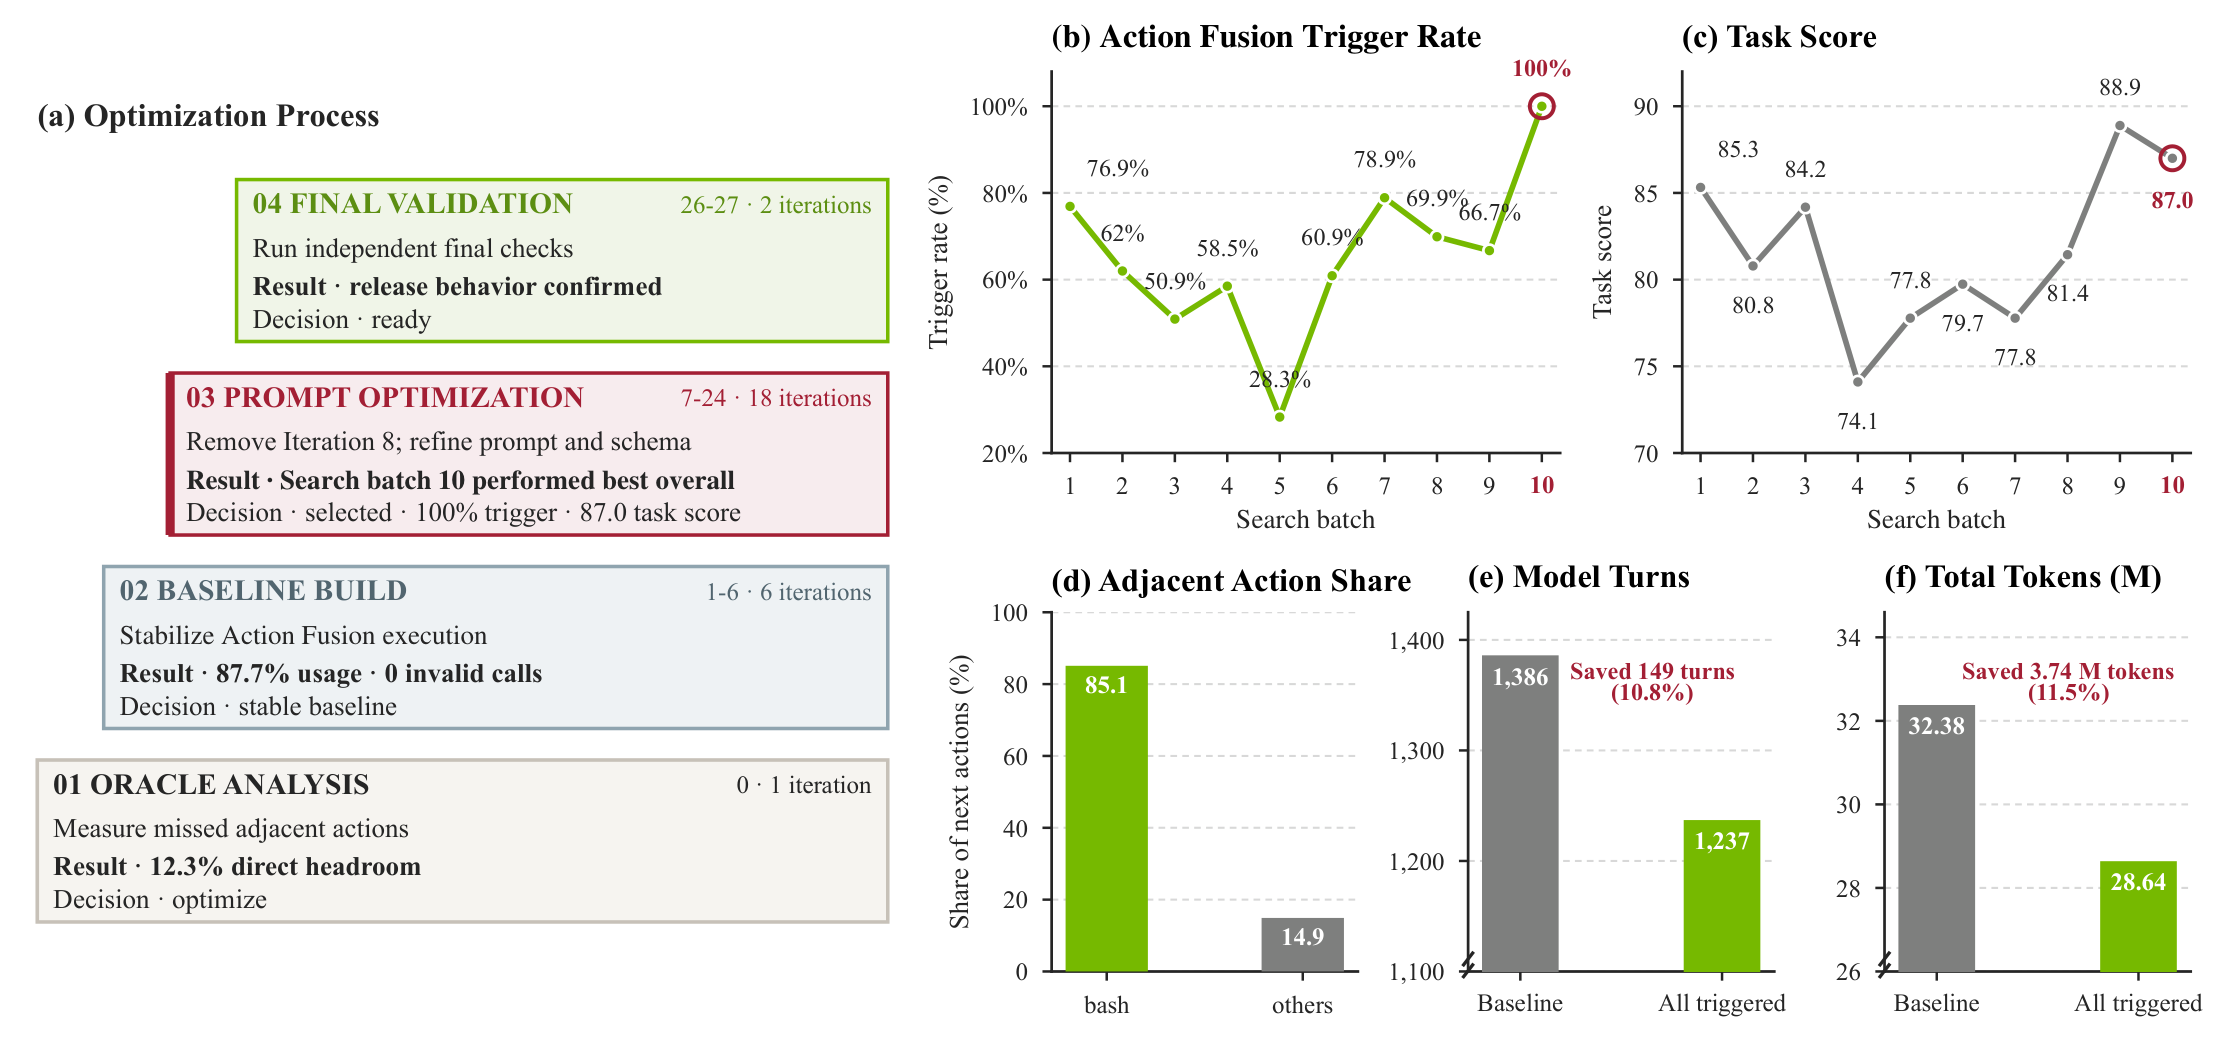 (a) Optimization Process
04 FINAL VALIDATION
26-27 · 2 iterations
Run independent final checks
Result · release behavior confirmed
Decision · ready
03 PROMPT OPTIMIZATION
7-24 · 18 iterations
Remove Iteration 8; refine prompt and schema
Result · Search batch 10 performed best overall
Decision · selected · 100% trigger · 87.0 task score
02 BASELINE BUILD
1-6 · 6 iterations
Stabilize Action Fusion execution
Result · 87.7% usage · 0 invalid calls
Decision · stable baseline
01 ORACLE ANALYSIS
0 · 1 iteration
Measure missed adjacent actions
Result · 12.3% direct headroom
Decision · optimize
(b) Action Fusion Trigger Rate
Trigger rate (%)
100%
80%
60%
40%
20%
76.9%
62%
50.9%
58.5%
28.3%
60.9%
78.9%
69.9%
66.7%
100%
1 2 3 4 5 6 7 8 9 10
Search batch
(c) Task Score
Task score
90
85
80
75
70
85.3
80.8
84.2
74.1
77.8
79.7
77.8
81.4
88.9
87.0
1 2 3 4 5 6 7 8 9 10
Search batch
(d) Adjacent Action Share
Share of next actions (%)
100
80
60
40
20
0
85.1
14.9
bash others
(e) Model Turns
1,400
1,300
1,200
1,100
1,386
Saved 149 turns
(10.8%)
1,237
Baseline All triggered
(f) Total Tokens (M)
34
32
30
28
26
32.38
Saved 3.74 M tokens
(11.5%)
28.64
Baseline All triggered